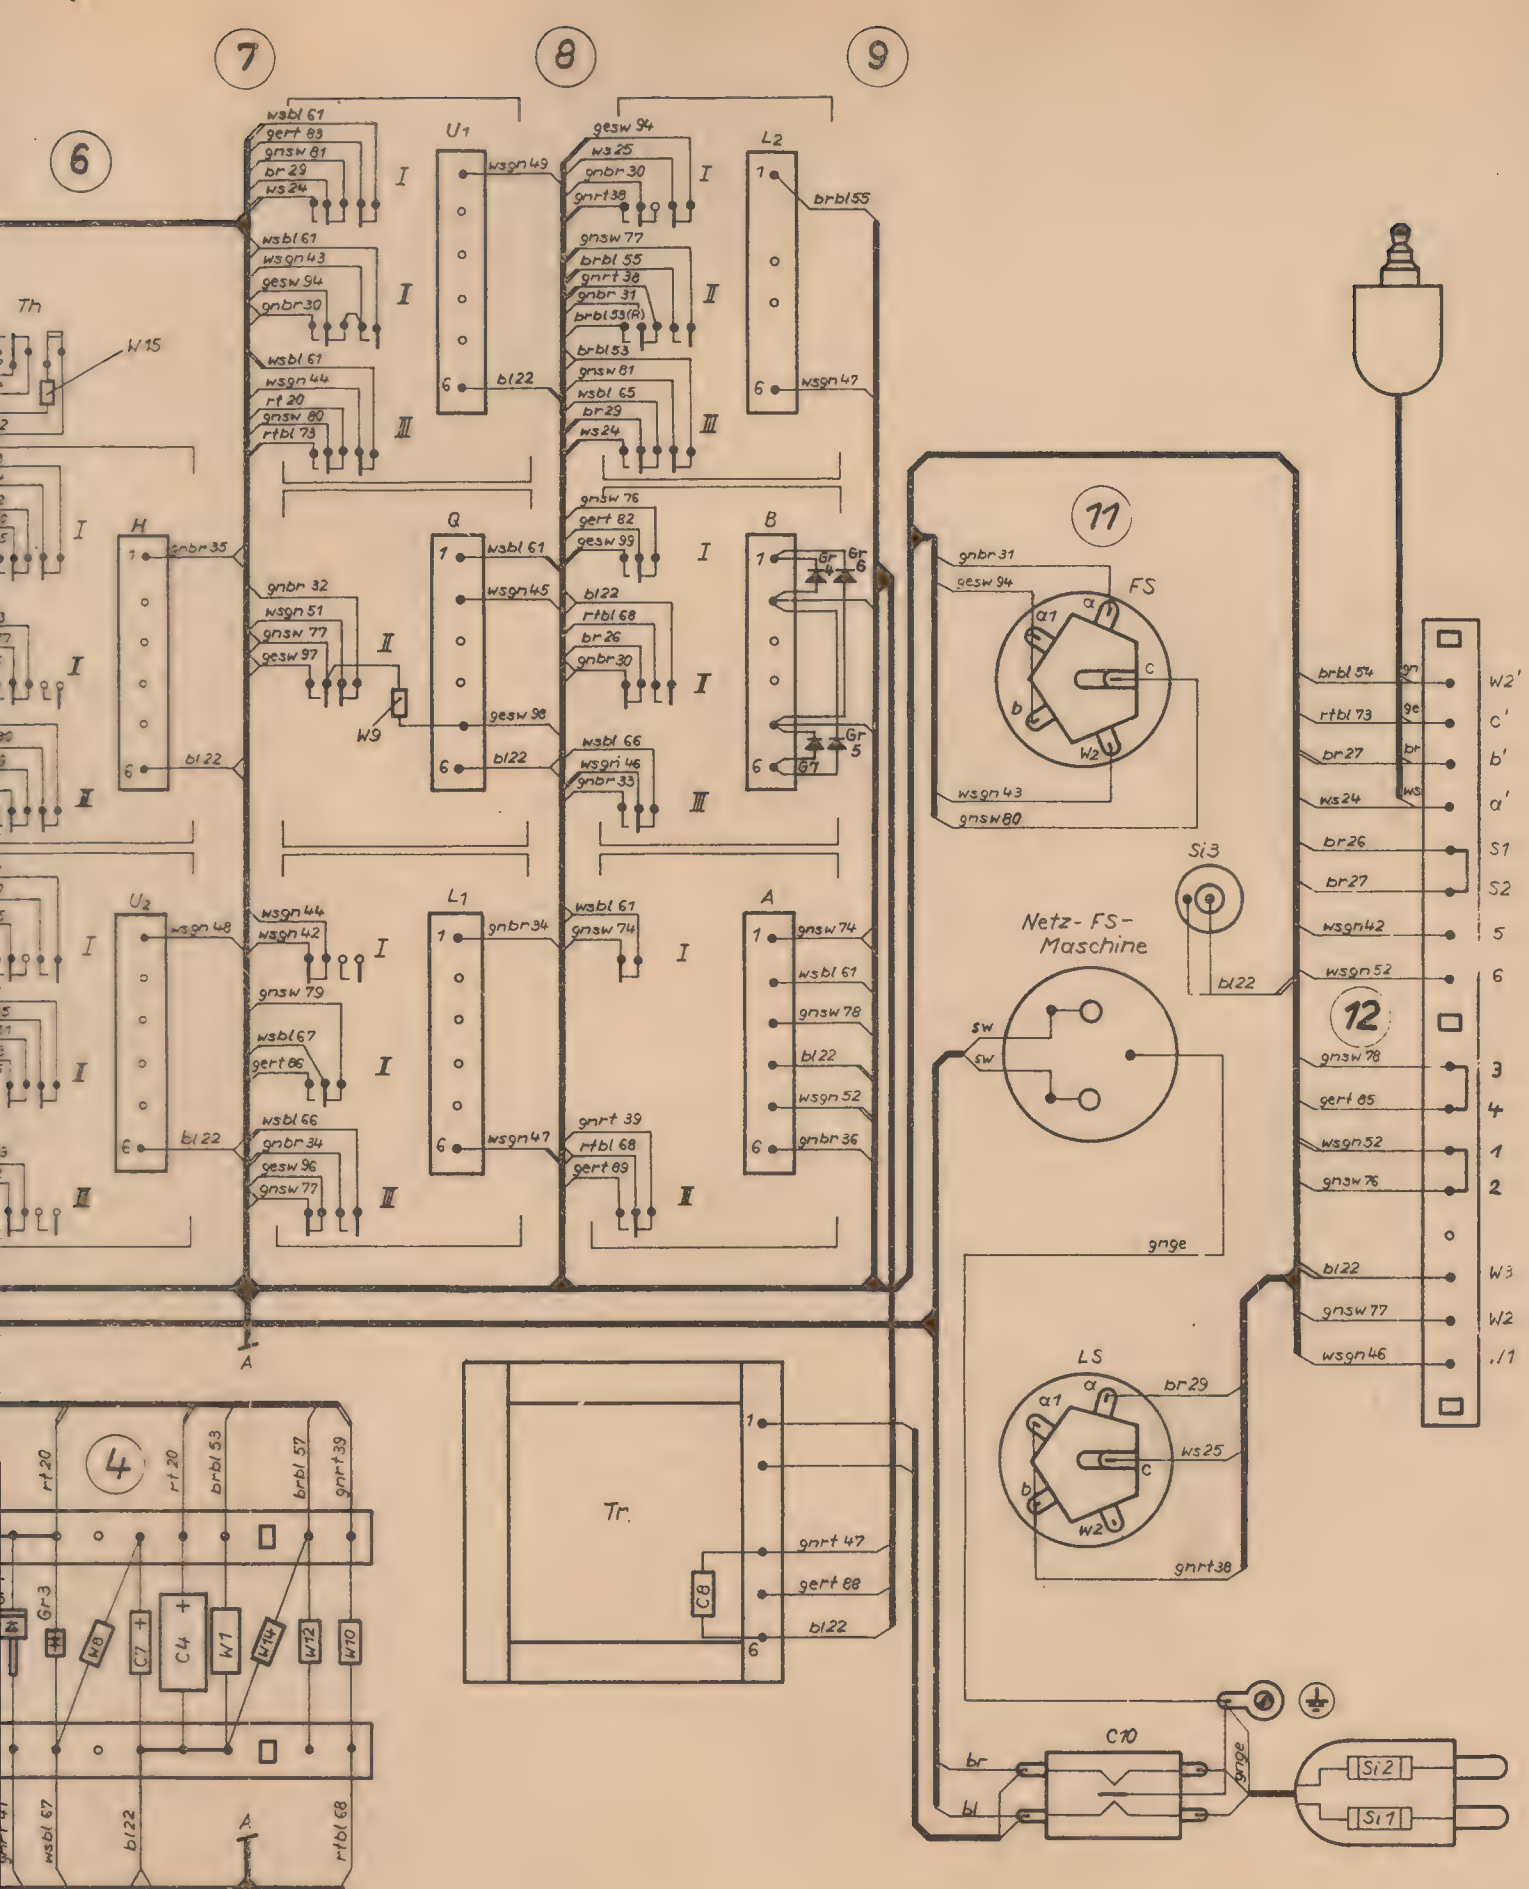 7
8
9
6
wsbl 61
gert 89
gnsw 81
br 29
ws 24
I
U1
wsgn 49
bl 22
6
gesw 94
ws 25
gnbr 30
gnrt 38
I
L2
1
brbl 55
wsgn 47
6
wsbl 61
wsgn 43
gesw 94
gnbr 30
II
gnsw 77
brbl 55
gnrt 38
gnbr 31
brbl 53(R)
II
Th
W 15
wsbl 61
wsgn 44
rt 20
gnsw 80
rtbl 73
III
brbl 53
gnsw 81
wsbl 65
br 29
ws 24
III
I
H
1
gnbr 35
6
bl 22
gnbr 32
wsgn 51
gnsw 77
gesw 97
II
W9
Q
1
wsbl 61
wsgn 45
gesw 98
6
bl 22
gnsw 76
gert 82
gesw 99
I
bl 22
rtbl 68
br 26
gnbr 30
II
wsbl 66
wsgn 46
gnbr 33
III
B
1
Gr 4
Gr 6
Gr 5
G7
6
11
gnbr 31
gesw 94
FS
a1
a
c
b
W2
wsgn 43
gnsw 80
brbl 54
gn
W2'
rtbl 73
ge
c'
br 27
br
b'
ws 24
ws
a'
br 26
S1
br 27
S2
wsgn 42
5
wsgn 52
6
12
gnsw 78
3
gert 85
4
wsgn 52
1
gnsw 76
2
bl 22
W3
gnsw 77
W2
wsgn 46
Si3
bl 22
Netz-FS-
Maschine
sw
sw
gnge
U2
wsgn 48
6
bl 22
wsgn 44
wsgn 42
I
gnsw 79
wsbl 67
gert 86
wsbl 66
gnbr 34
gesw 96
gnsw 77
L1
1
gnbr 34
6
wsgn 47
wsbl 61
gnsw 74
I
gnrt 39
rtbl 68
gert 89
II
A
1
gnsw 74
wsbl 61
gnsw 78
bl 22
wsgn 52
6
gnbr 36
A
LS
a1
a
br 29
c
ws 25
b
W2
gnrt 38
4
rt 20
rt 20
brbl 53
brbl 57
gnrt 39
Gr3
W8
C7 +
C4 +
W1
W14
W12
W10
wsbl 67
bl 22
A
rtbl 68
Tr.
1
gnrt 47
C8
gert 88
bl 22
6
C10
br
bl
gnge
Si 2
Si 1